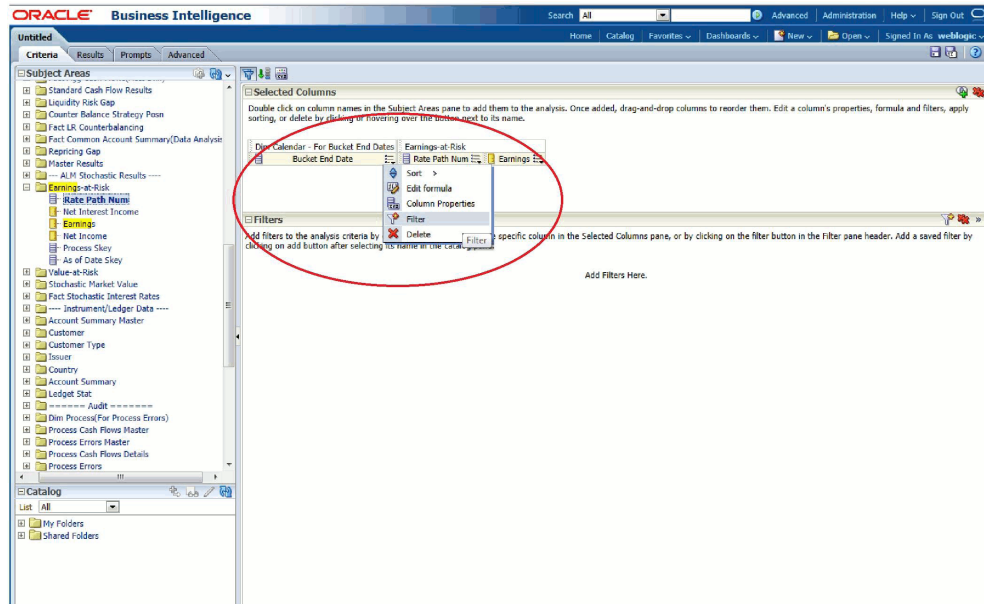 ORACLE Business Intelligence
Search All Advanced Administration Help Sign Out
Untitled
Home Catalog Favorites Dashboards New Open Signed In As weblogic
Criteria Results Prompts Advanced
Subject Areas
Standard Cash Flow Results
Liquidity Risk Gap
Counter Balance Strategy Posn
Fact LR Counterbalancing
Fact Common Account Summary(Data Analysis
Repricing Gap
Master Results
--- ALM Stochastic Results ----
Earnings-at-Risk
Rate Path Num
Net Interest Income
Earnings
Net Income
Process Skey
As of Date Skey
Value-at-Risk
Stochastic Market Value
Fact Stochastic Interest Rates
---- Instrument/Ledger Data ----
Account Summary Master
Customer
Customer Type
Issuer
Country
Account Summary
Ledget Stat
====== Audit =======
Dim Process(For Process Errors)
Process Cash Flows Master
Process Errors Master
Process Cash Flows Details
Process Errors
Catalog
List All
My Folders
Shared Folders
Selected Columns
Double click on column names in the Subject Areas pane to add them to the analysis. Once added, drag-and-drop columns to reorder them. Edit a column's properties, formula and filters, apply
sorting, or delete by clicking or hovering over the button next to its name.
Dim Calendar - For Bucket End Dates Earnings-at-Risk
Bucket End Date Rate Path Num Earnings
Sort >
Edit formula
Column Properties
Filter
Delete
Filter
Filters
Add filters to the analysis criteria by specific column in the Selected Columns pane, or by clicking on the filter button in the Filter pane header. Add a saved filter by
clicking on add button after selecting its name in the
Add Filters Here.